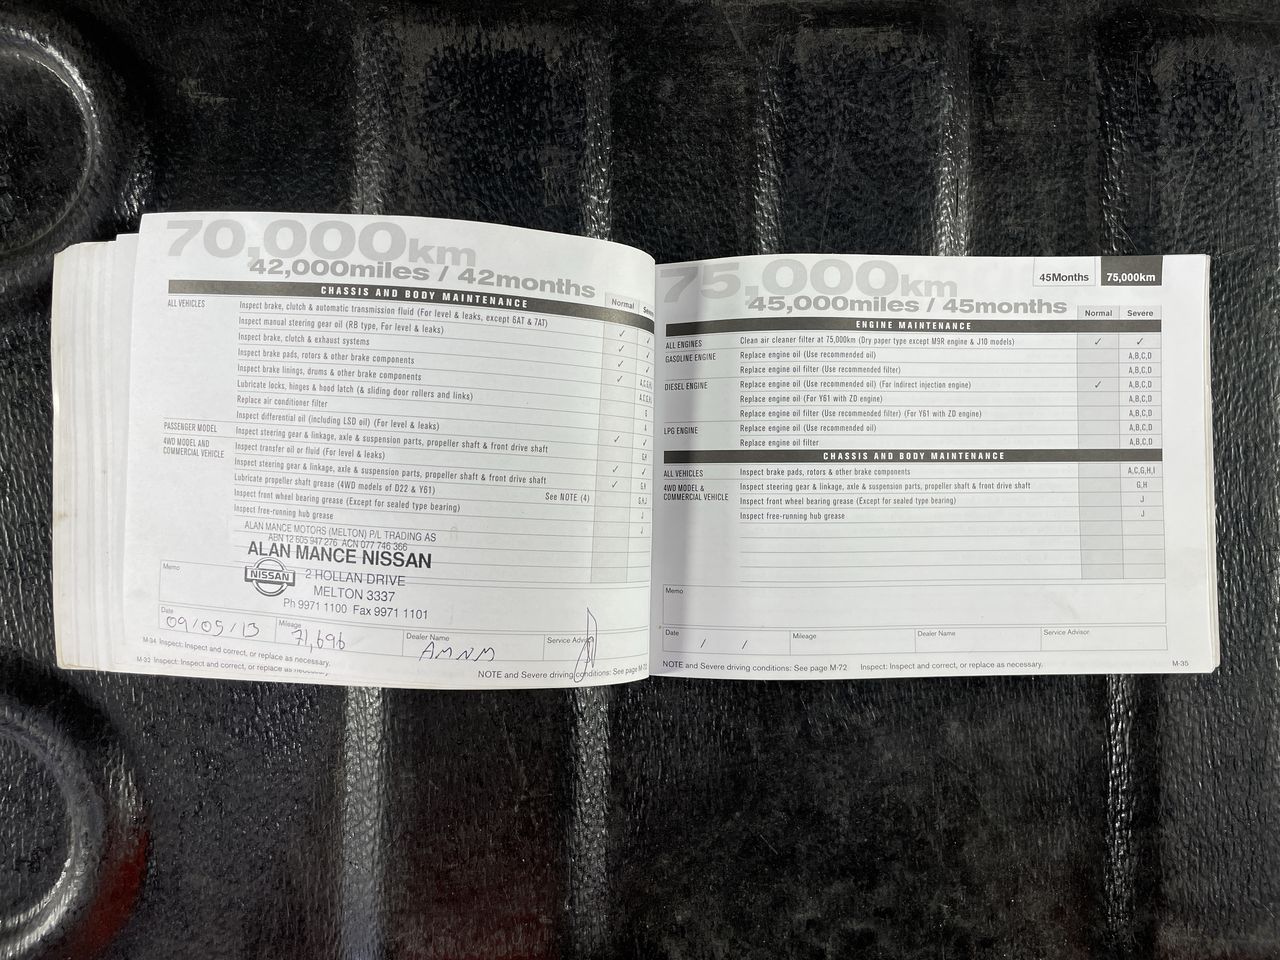 70,000km
42,000miles / 42months
CHASSIS AND BODY MAINTENANCE
Normal Severe
ALL VEHICLES Inspect brake, clutch & automatic transmission fluid (For level & leaks, except 6AT & 7AT) ✓ ✓
Inspect manual steering gear oil (RB type, For level & leaks) ✓ ✓
Inspect brake, clutch & exhaust systems ✓ ✓
Inspect brake pads, rotors & other brake components ✓
Inspect brake linings, drums & other brake components
Lubricate locks, hinges & hood latch (& sliding door rollers and links)
Replace air conditioner filter
Inspect differential oil (including LSD oil) (For level & leaks)
PASSENGER MODEL Inspect steering gear & linkage, axle & suspension parts, propeller shaft & front drive shaft
4WD MODEL AND COMMERCIAL VEHICLE Inspect transfer oil or fluid (For level & leaks)
Inspect steering gear & linkage, axle & suspension parts, propeller shaft & front drive shaft
Lubricate propeller shaft grease (4WD models of D22 & Y61) See NOTE (4)
Inspect front wheel bearing grease (Except for sealed type bearing)
Inspect free-running hub grease
ALAN MANCE MOTORS (MELTON) P/L TRADING AS
ABN 12 605 947 276 ACN 077 746 366
ALAN MANCE NISSAN
NISSAN
2 HOLLAN DRIVE
MELTON 3337
Ph 9971 1100 Fax 9971 1101
Memo
Date 09/05/13 Mileage 71,696 Dealer Name AMNM Service Advisor
M-34 Inspect: Inspect and correct, or replace as necessary.
M-32 Inspect: Inspect and correct, or replace as necessary.
NOTE and Severe driving conditions: See page M-72
75,000km
45,000miles / 45months
45Months 75,000km
ENGINE MAINTENANCE Normal Severe
ALL ENGINES Clean air cleaner filter at 75,000km (Dry paper type except M9R engine & J10 models) ✓ ✓
GASOLINE ENGINE Replace engine oil (Use recommended oil) A,B,C,D
Replace engine oil filter (Use recommended filter) A,B,C,D
DIESEL ENGINE Replace engine oil (Use recommended oil) (For indirect injection engine) ✓ A,B,C,D
Replace engine oil (For Y61 with ZD engine) A,B,C,D
Replace engine oil filter (Use recommended filter) (For Y61 with ZD engine) A,B,C,D
LPG ENGINE Replace engine oil (Use recommended oil) A,B,C,D
Replace engine oil filter A,B,C,D
CHASSIS AND BODY MAINTENANCE
ALL VEHICLES Inspect brake pads, rotors & other brake components A,C,G,H,I
4WD MODEL & COMMERCIAL VEHICLE Inspect steering gear & linkage, axle & suspension parts, propeller shaft & front drive shaft G,H
Inspect front wheel bearing grease (Except for sealed type bearing) J
Inspect free-running hub grease J
Memo
Date / / Mileage Dealer Name Service Advisor
NOTE and Severe driving conditions: See page M-72 Inspect: Inspect and correct, or replace as necessary. M-35